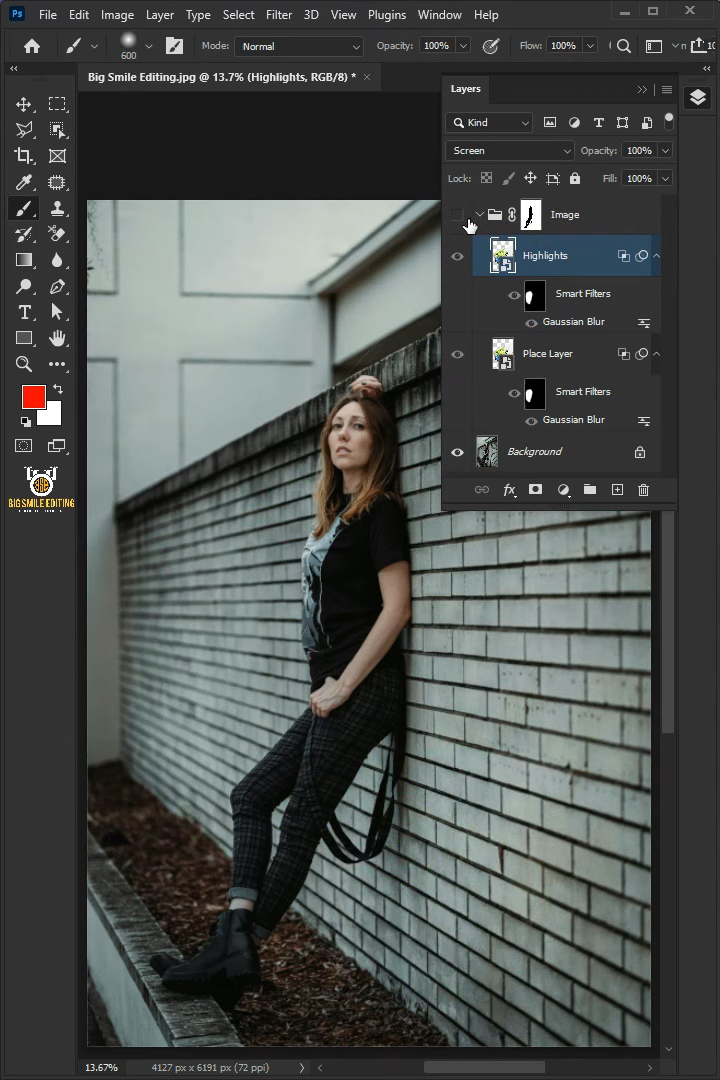 Ps File Edit Image Layer Type Select Filter 3D View Plugins Window Help
600 Mode: Normal Opacity: 100% Flow: 100%
Big Smile Editing.jpg @ 13.7% (Highlights, RGB/8) *
Layers
Kind
Screen Opacity: 100%
Lock: Fill: 100%
Image
Highlights
Smart Filters
Gaussian Blur
Place Layer
Smart Filters
Gaussian Blur
Background
fx
BIG SMILE EDITING
13.67% 4127 px x 6191 px (72 ppi)